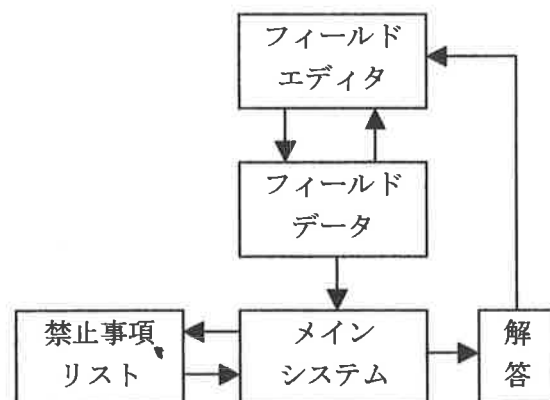 フィールド
エディタ
フィールド
データ
禁止事項
リスト
メイン
システム
解
答